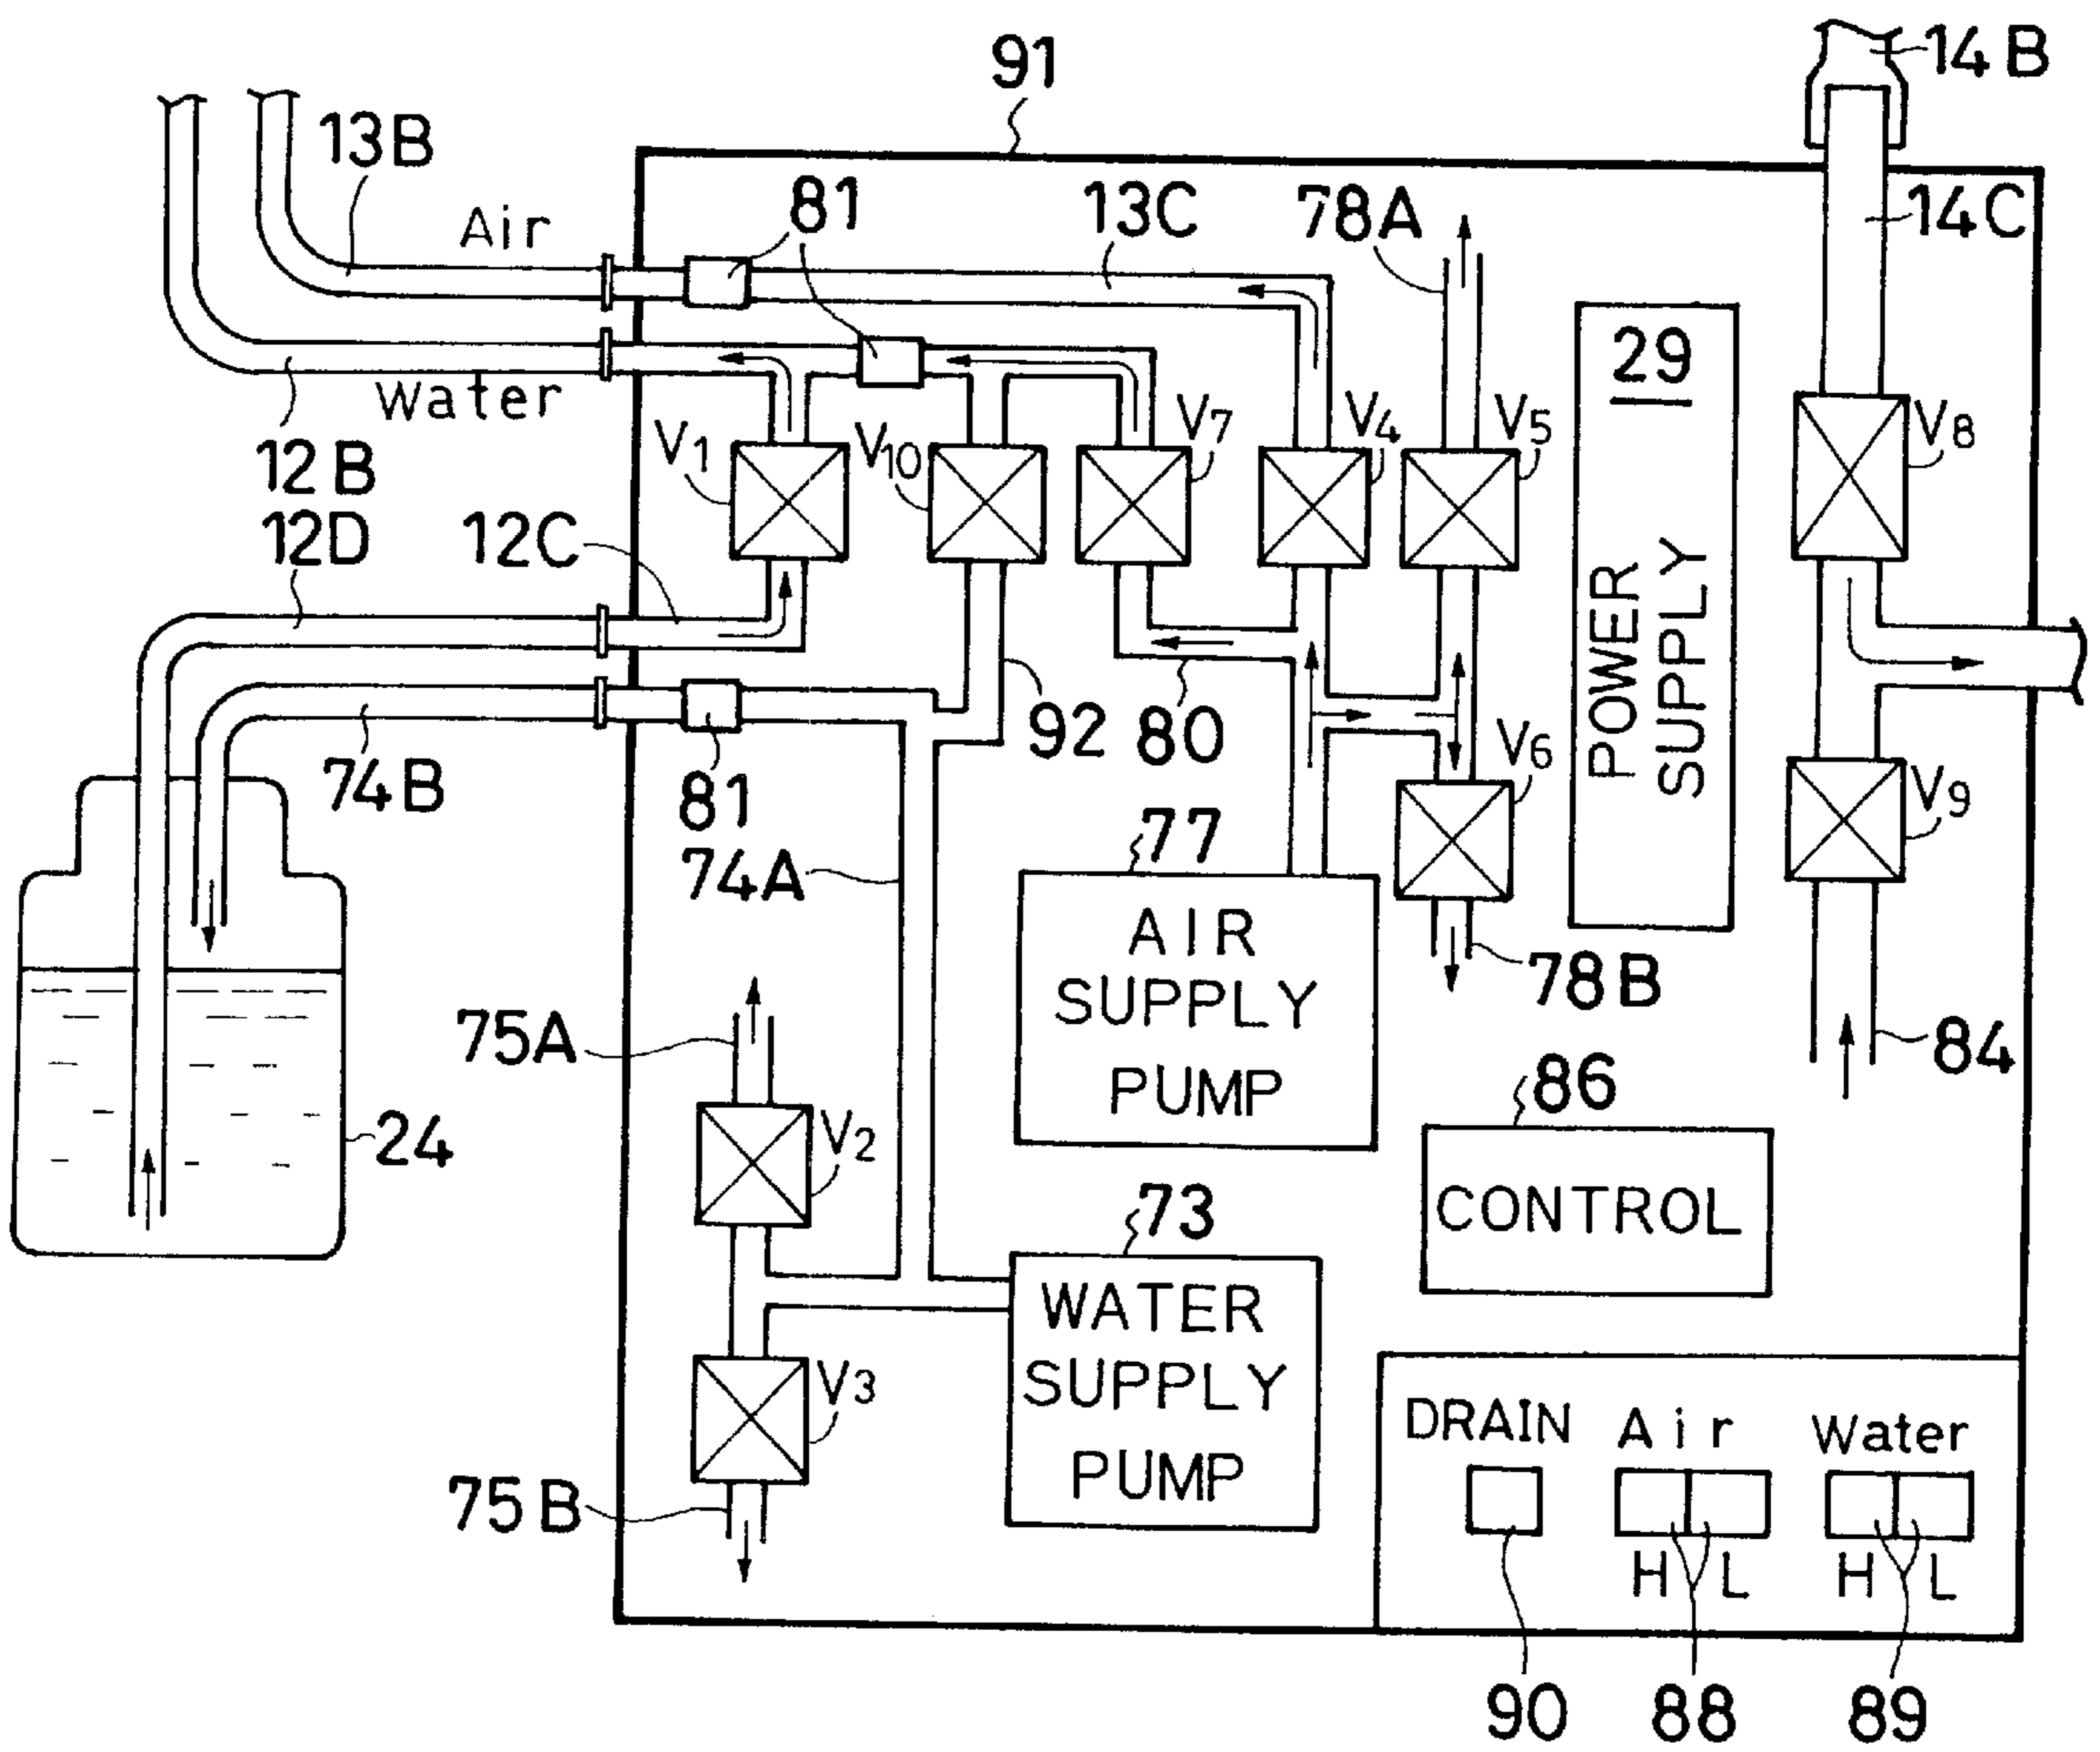 14B
91
13B
81
13C
78A
14C
Air
29
Water
V1
V10
V7
V4
V5
V8
12B
12D
12C
POWER
SUPPLY
92
80
V6
74B
81
V9
77
74A
AIR
SUPPLY
PUMP
78B
75A
84
86
24
V2
73
CONTROL
WATER
SUPPLY
PUMP
V3
DRAIN
Air
Water
75B
H
L
H
L
90
88
89